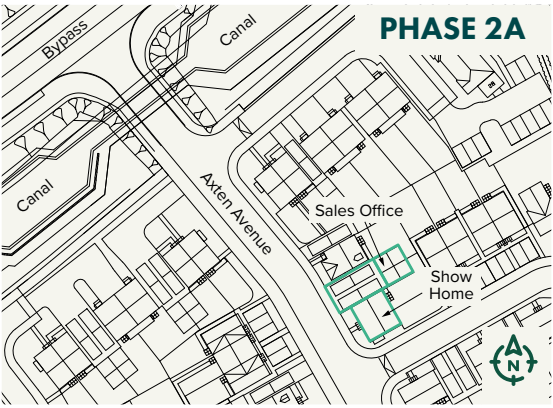 PHASE 2A
Bypass
Canal
Canal
Axten Avenue
Sales Office
Show
Home
N